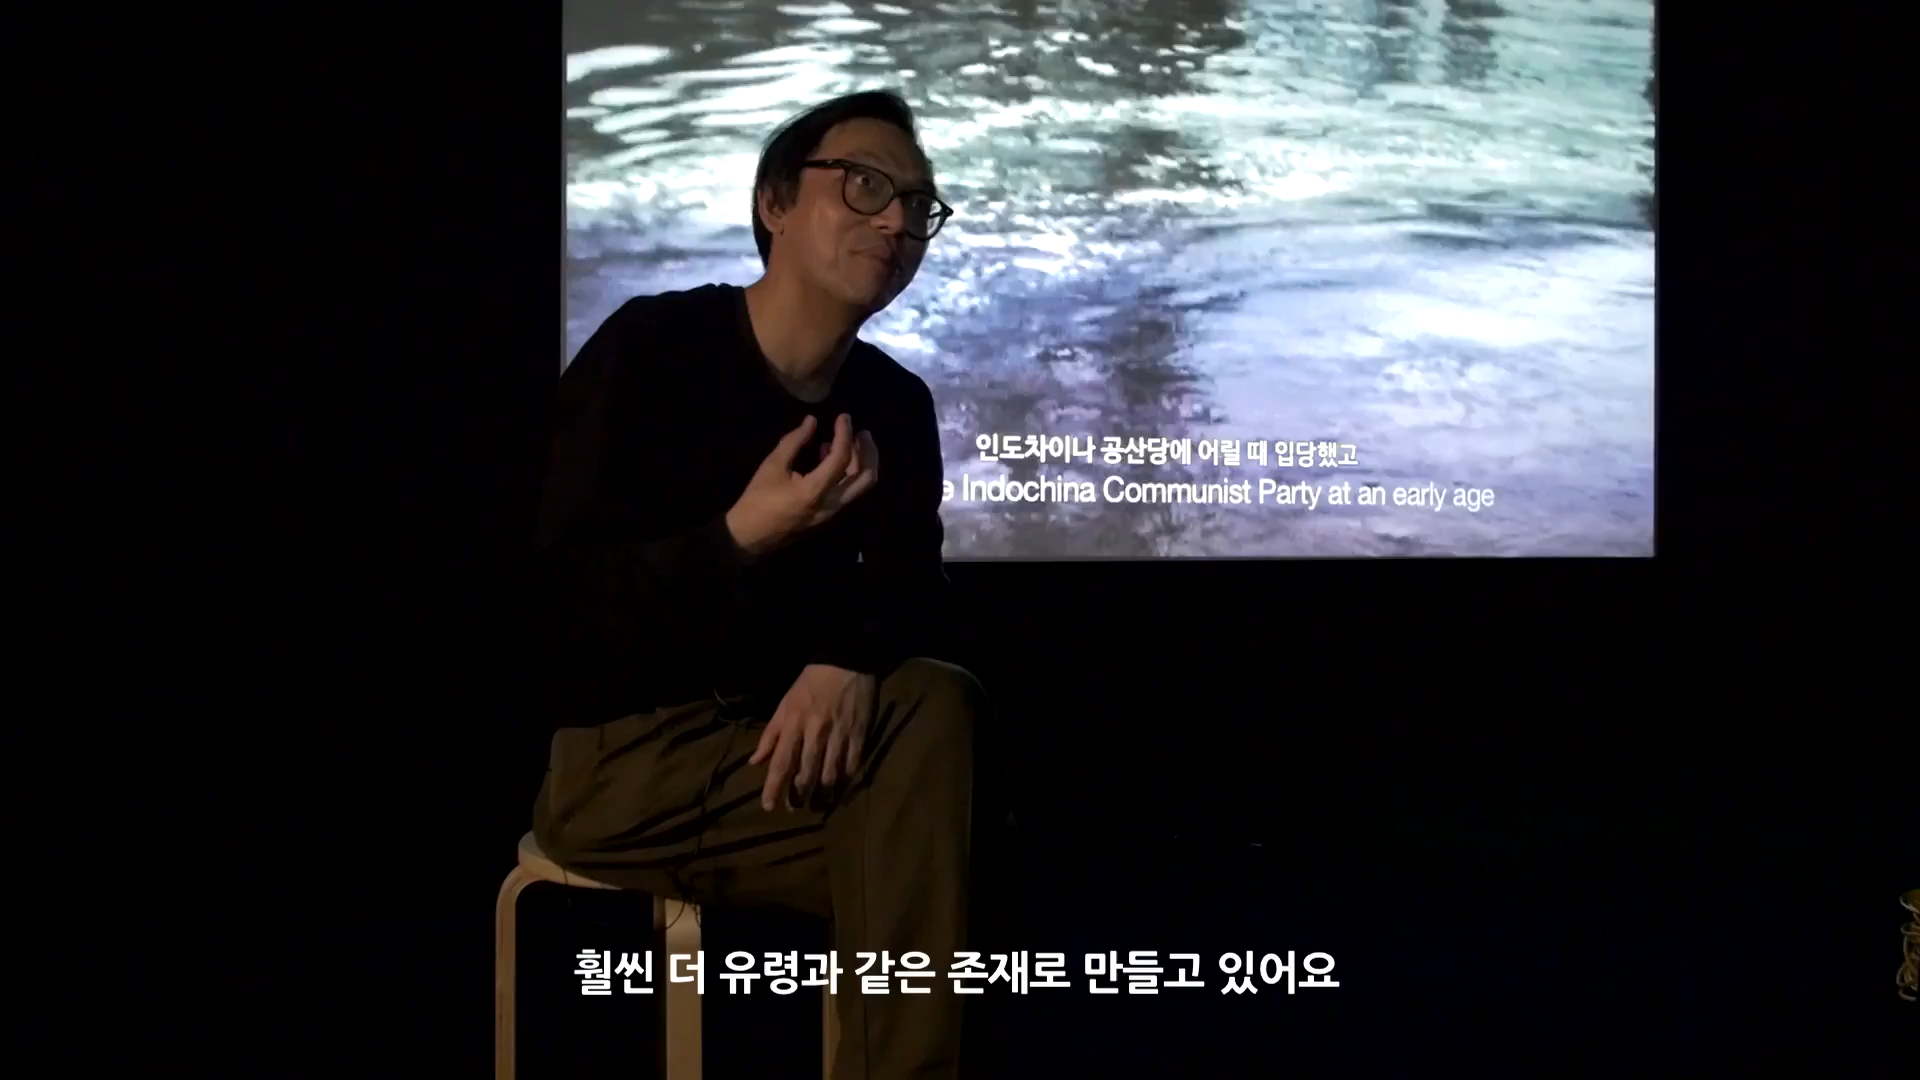 인도차이나 공산당에 어릴 때 입당했고
Indochina Communist Party at an early age
훨씬 더 유령과 같은 존재로 만들고 있어요